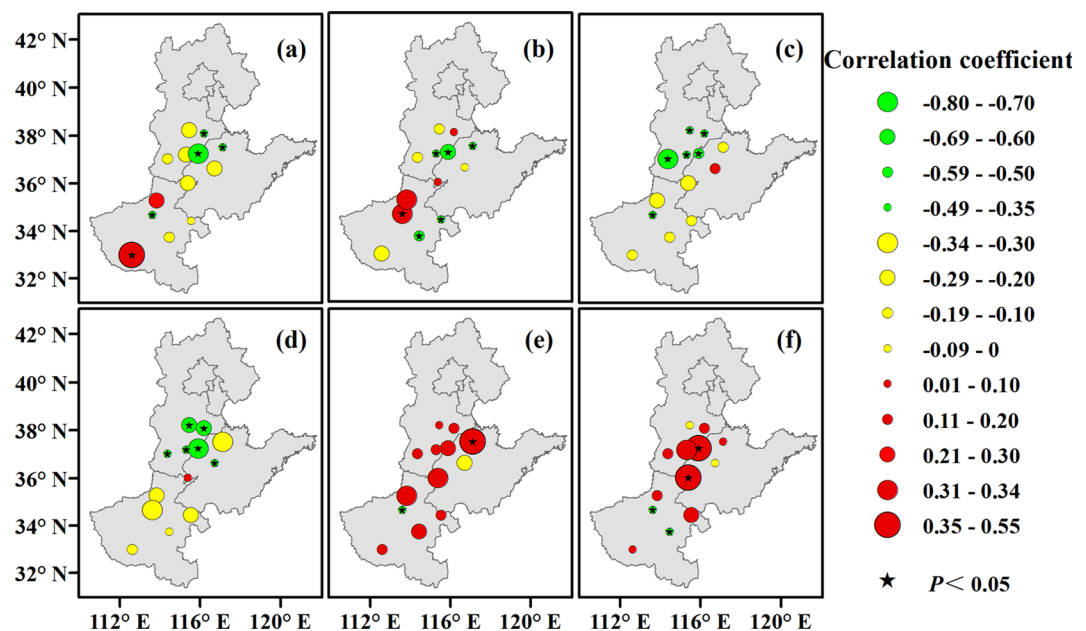 42° N
40° N
38° N
36° N
34° N
32° N
(a)
(b)
(c)
42° N
40° N
38° N
36° N
34° N
32° N
(d)
(e)
(f)
112° E 116° E 120° E
112° E 116° E 120° E
112° E 116° E 120° E
Correlation coefficient
-0.80 - -0.70
-0.69 - -0.60
-0.59 - -0.50
-0.49 - -0.35
-0.34 - -0.30
-0.29 - -0.20
-0.19 - -0.10
-0.09 - 0
0.01 - 0.10
0.11 - 0.20
0.21 - 0.30
0.31 - 0.34
0.35 - 0.55
P< 0.05